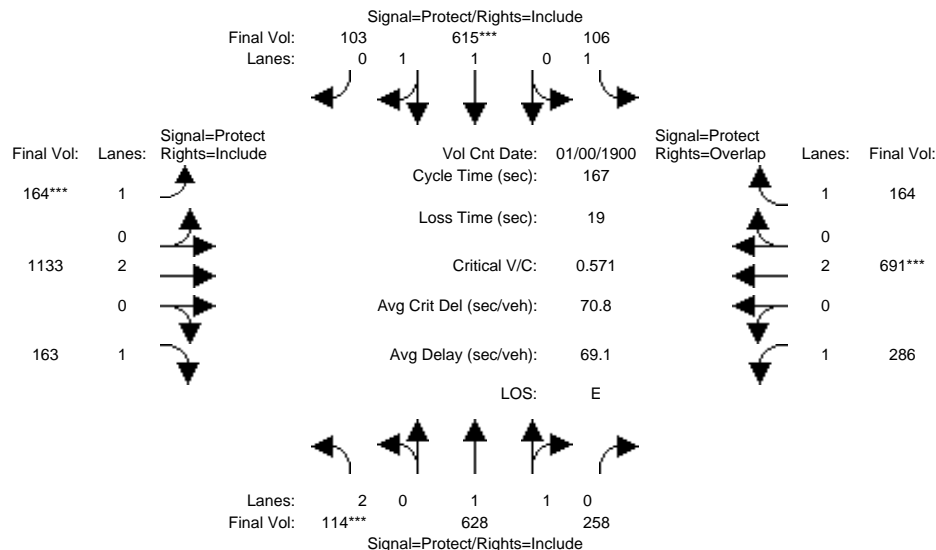 Signal=Protect/Rights=Include
Final Vol: 103 615*** 106
Lanes: 0 1 1 0 1
Signal=Protect
Final Vol: Lanes: Rights=Include
Vol Cnt Date: 01/00/1900
Signal=Protect
Rights=Overlap Lanes: Final Vol:
Cycle Time (sec): 167
164*** 1
1 164
Loss Time (sec): 19
0
0
1133 2
Critical V/C: 0.571
2 691***
0
Avg Crit Del (sec/veh): 70.8
0
163 1
Avg Delay (sec/veh): 69.1
1 286
LOS: E
Lanes: 2 0 1 1 0
Final Vol: 114*** 628 258
Signal=Protect/Rights=Include